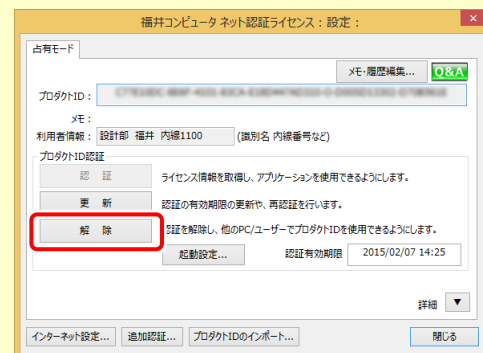 福井コンピュータ ネット認証ライセンス：設定：
占有モード
メモ・履歴編集... Q&A
プロダクトID：
メモ：
利用者情報： 設計部 福井 内線1100 (識別名 内線番号など)
プロダクトID認証
認 証 ライセンス情報を取得し、アプリケーションを使用できるようにします。
更 新 認証の有効期限の更新や、再認証を行います。
解 除 認証を解除し、他のPC/ユーザーでプロダクトIDを使用できるようにします。
起動設定... 認証有効期限 2015/02/07 14:25
詳細 ▼
インターネット設定... 追加認証... プロダクトIDのインポート... 閉じる